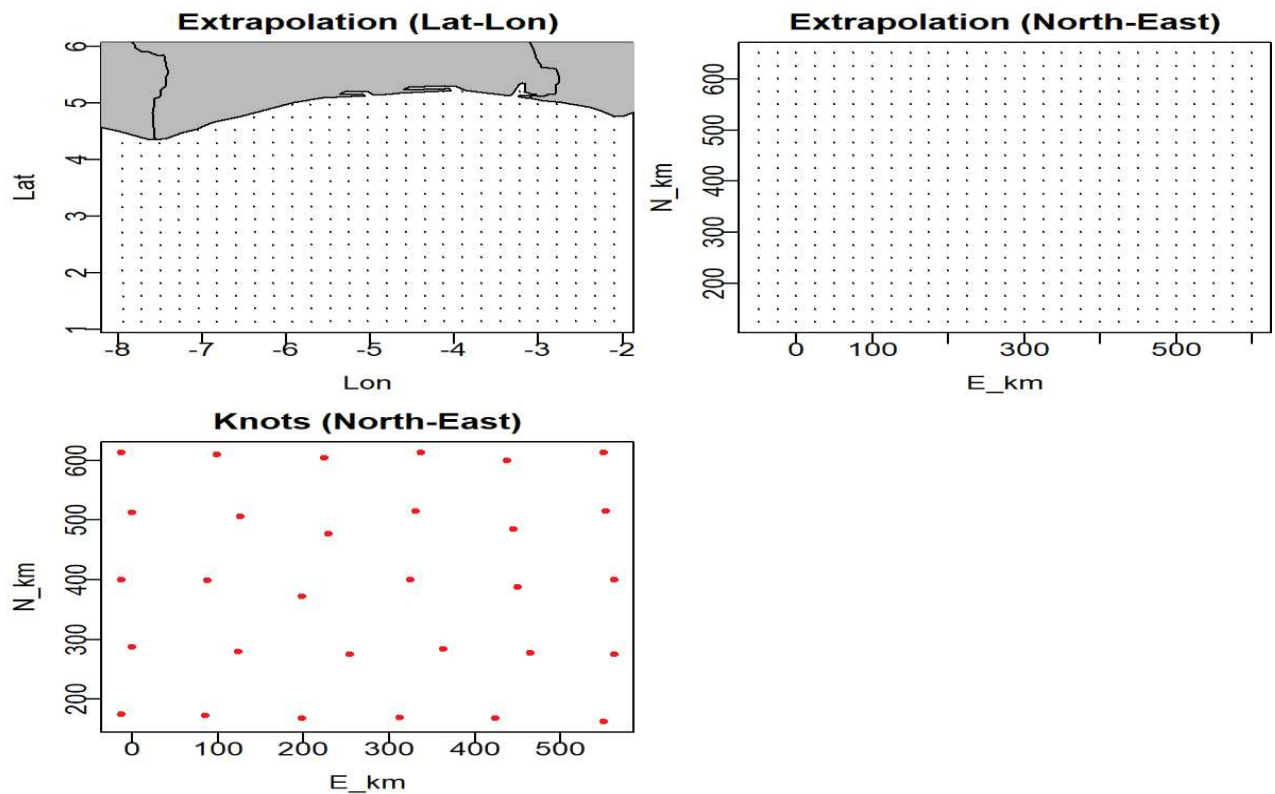 Extrapolation (Lat-Lon)
Lat
6
5
4
3
2
1
-8 -7 -6 -5 -4 -3 -2
Lon
Extrapolation (North-East)
N_km
600
500
400
300
200
0 100 300 500
E_km
Knots (North-East)
N_km
600
500
400
300
200
0 100 200 300 400 500
E_km